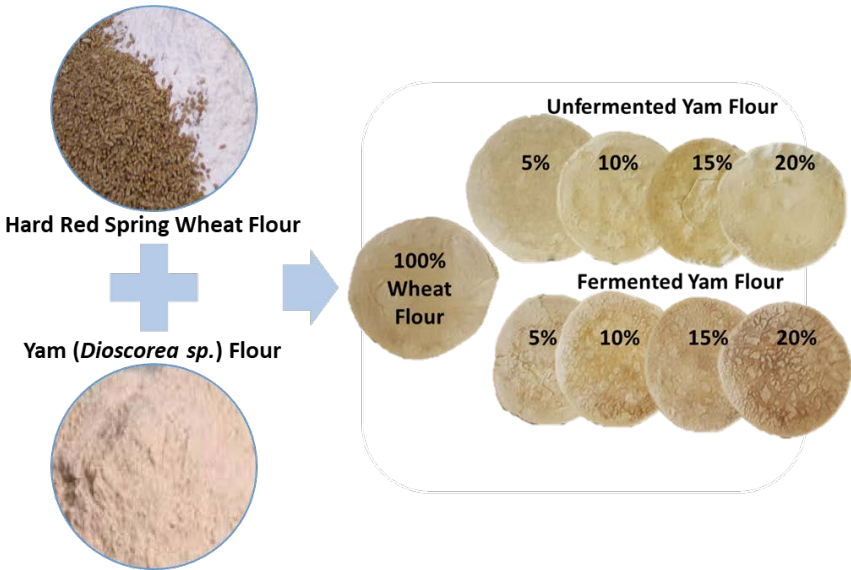 Hard Red Spring Wheat Flour
Yam (Dioscorea sp.) Flour
100%
Wheat
Flour
Unfermented Yam Flour
5% 10% 15% 20%
Fermented Yam Flour
5% 10% 15% 20%